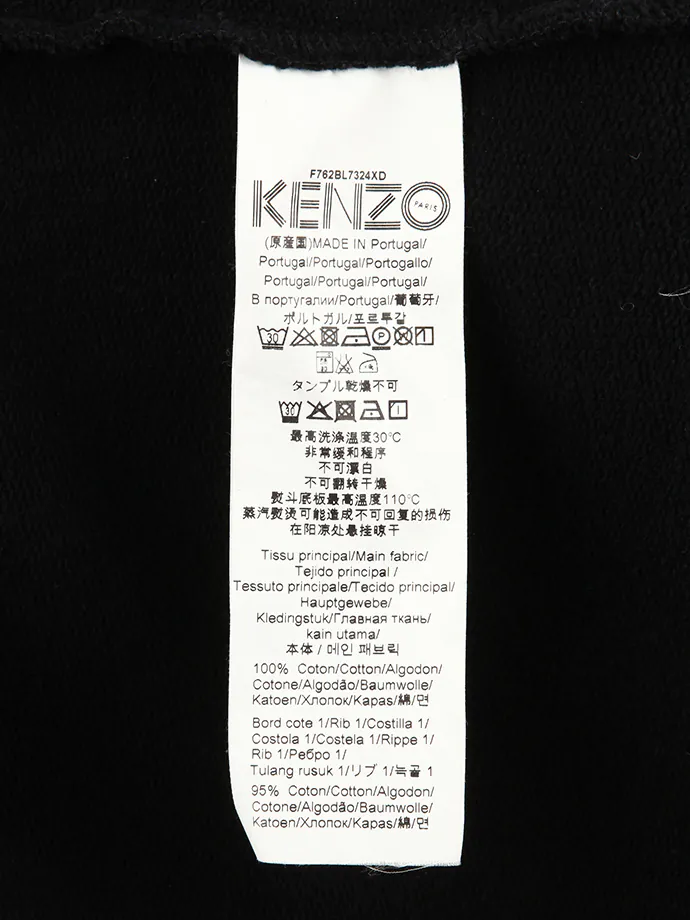 F762BL7324XD
KENZO
PARIS
(原産国)MADE IN Portugal/
Portugal/Portugal/Portogallo/
Portugal/Portugal/Portugal/
В португалии/Portugal/葡萄牙/
ポルトガル/포르투갈
30 P
タンブル乾燥不可
30
最高洗涤温度30°C
非常缓和程序
不可漂白
不可翻转干燥
熨斗底板最高温度110°C
蒸汽熨烫可能造成不可回复的损伤
在阳凉处悬挂晾干
Tissu principal/Main fabric/
Tejido principal /
Tessuto principale/Tecido principal/
Hauptgewebe/
Kledingstuk/Главная ткань/
kain utama/
本体 / 메인 패브릭
100% Coton/Cotton/Algodon/
Cotone/Algodão/Baumwolle/
Katoen/Хлопок/Kapas/綿/면
Bord cote 1/Rib 1/Costilla 1/
Costola 1/Costela 1/Rippe 1/
Rib 1/Ребро 1/
Tulang rusuk 1/リブ 1/늑골 1
95% Coton/Cotton/Algodon/
Cotone/Algodão/Baumwolle/
Katoen/Хлопок/Kapas/綿/면